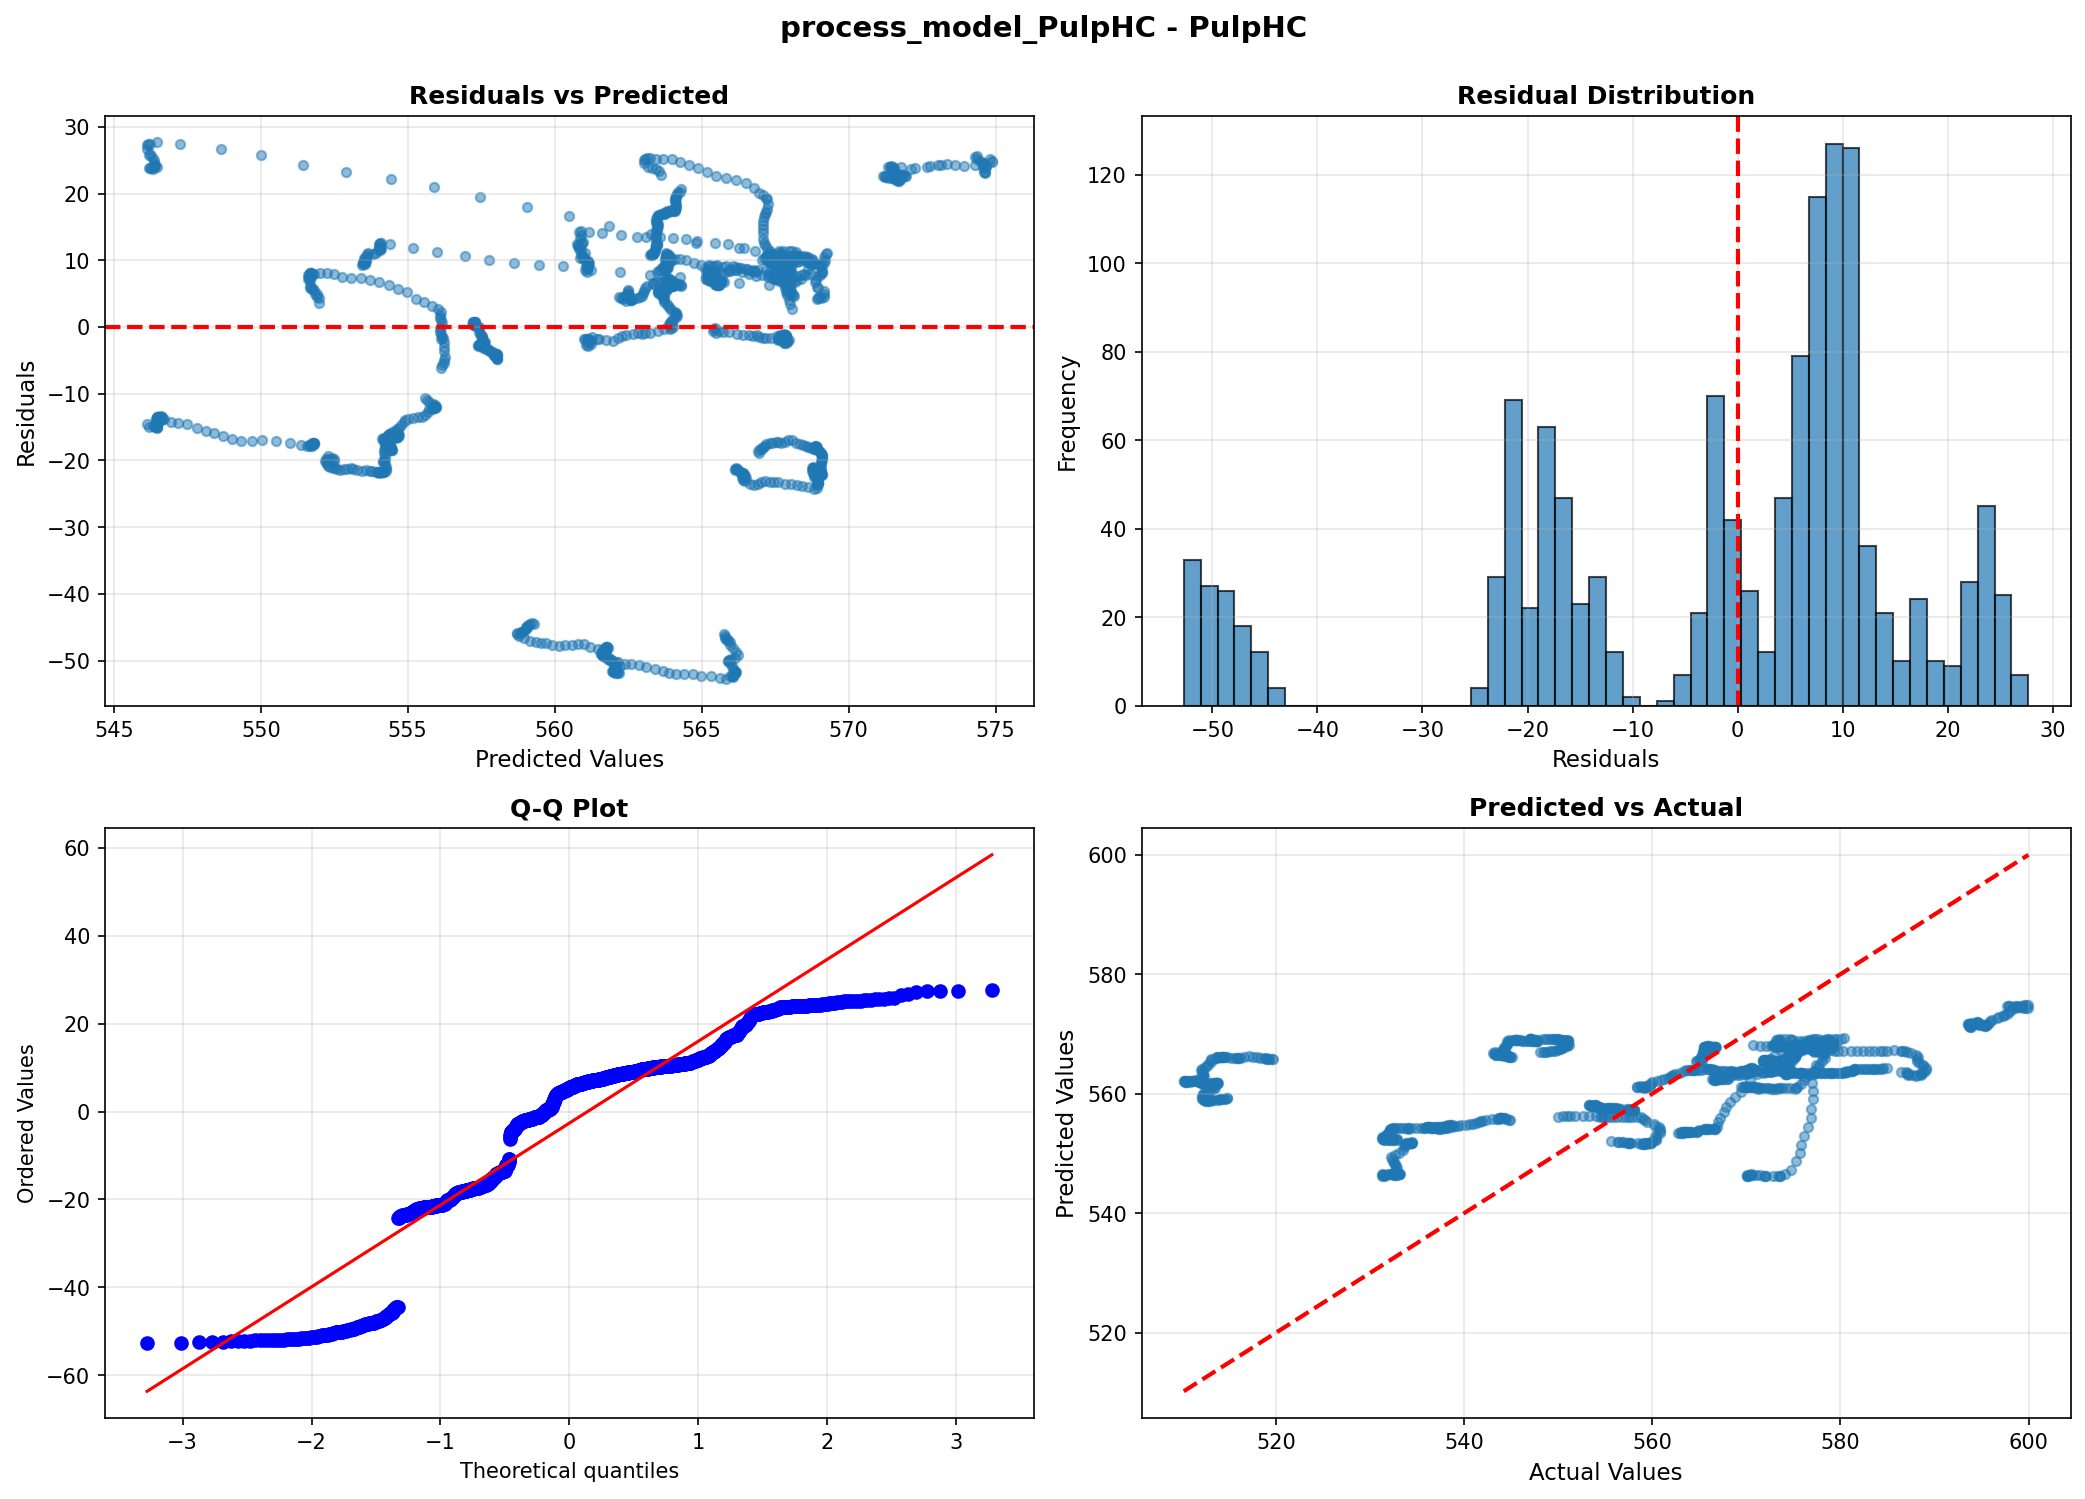 process_model_PulpHC - PulpHC
Residuals vs Predicted
30
20
10
0
−10
−20
−30
−40
−50
545 550 555 560 565 570 575
Residuals
Predicted Values
Residual Distribution
120
100
80
60
40
20
0
−50 −40 −30 −20 −10 0 10 20 30
Frequency
Residuals
Q-Q Plot
60
40
20
0
−20
−40
−60
−3 −2 −1 0 1 2 3
Ordered Values
Theoretical quantiles
Predicted vs Actual
600
580
560
540
520
520 540 560 580 600
Predicted Values
Actual Values